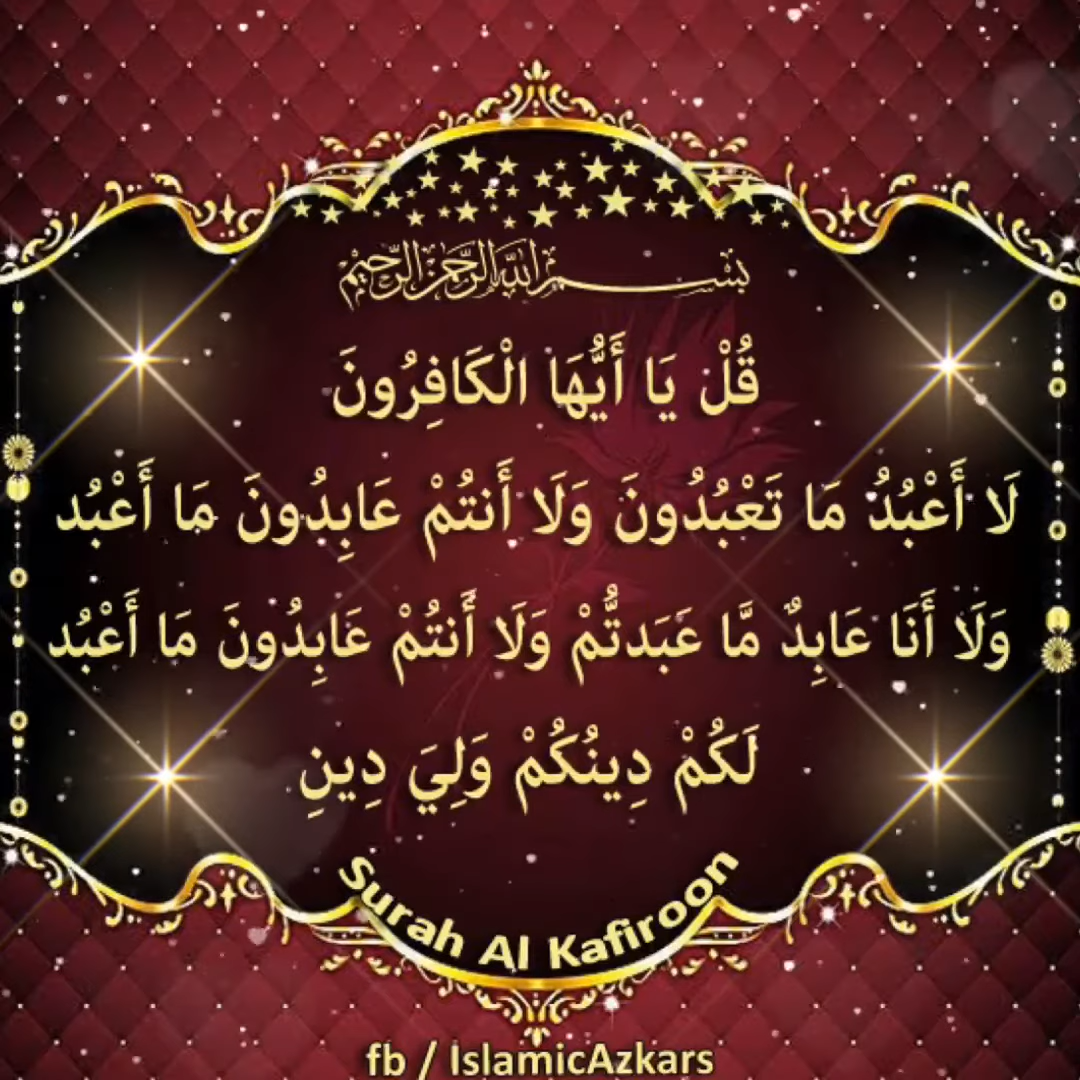 بسم الله الرحمن الرحيم
قُلْ يَا أَيُّهَا الْكَافِرُونَ
لَا أَعْبُدُ مَا تَعْبُدُونَ وَلَا أَنتُمْ عَابِدُونَ مَا أَعْبُد
وَلَا أَنَا عَابِدٌ مَّا عَبَدتُّمْ وَلَا أَنتُمْ عَابِدُونَ مَا أَعْبُد
لَكُمْ دِينُكُمْ وَلِيَ دِينِ
Surah Al Kafiroon
fb / IslamicAzkars